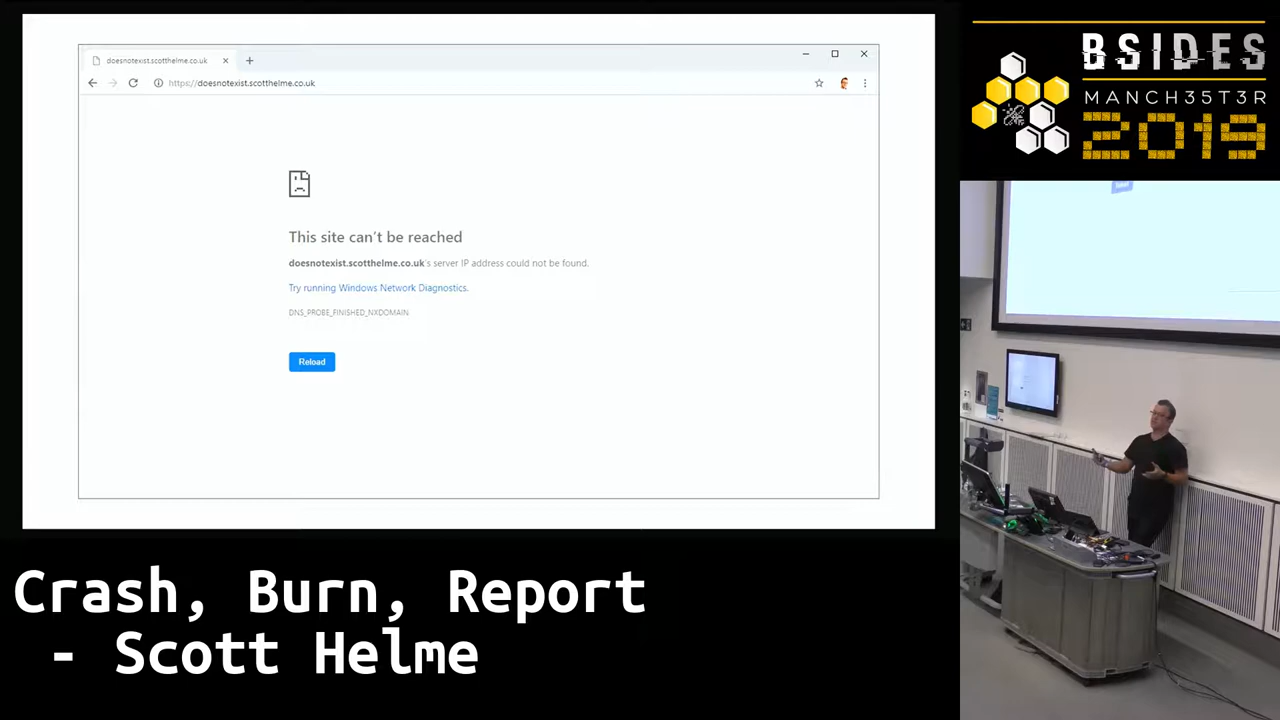 doesnotexist.scotthelme.co.uk
https://doesnotexist.scotthelme.co.uk
This site can't be reached
doesnotexist.scotthelme.co.uk's server IP address could not be found.
Try running Windows Network Diagnostics.
DNS_PROBE_FINISHED_NXDOMAIN
Reload
BSIDES
MANCH35T3R
2019
Crash, Burn, Report
- Scott Helme